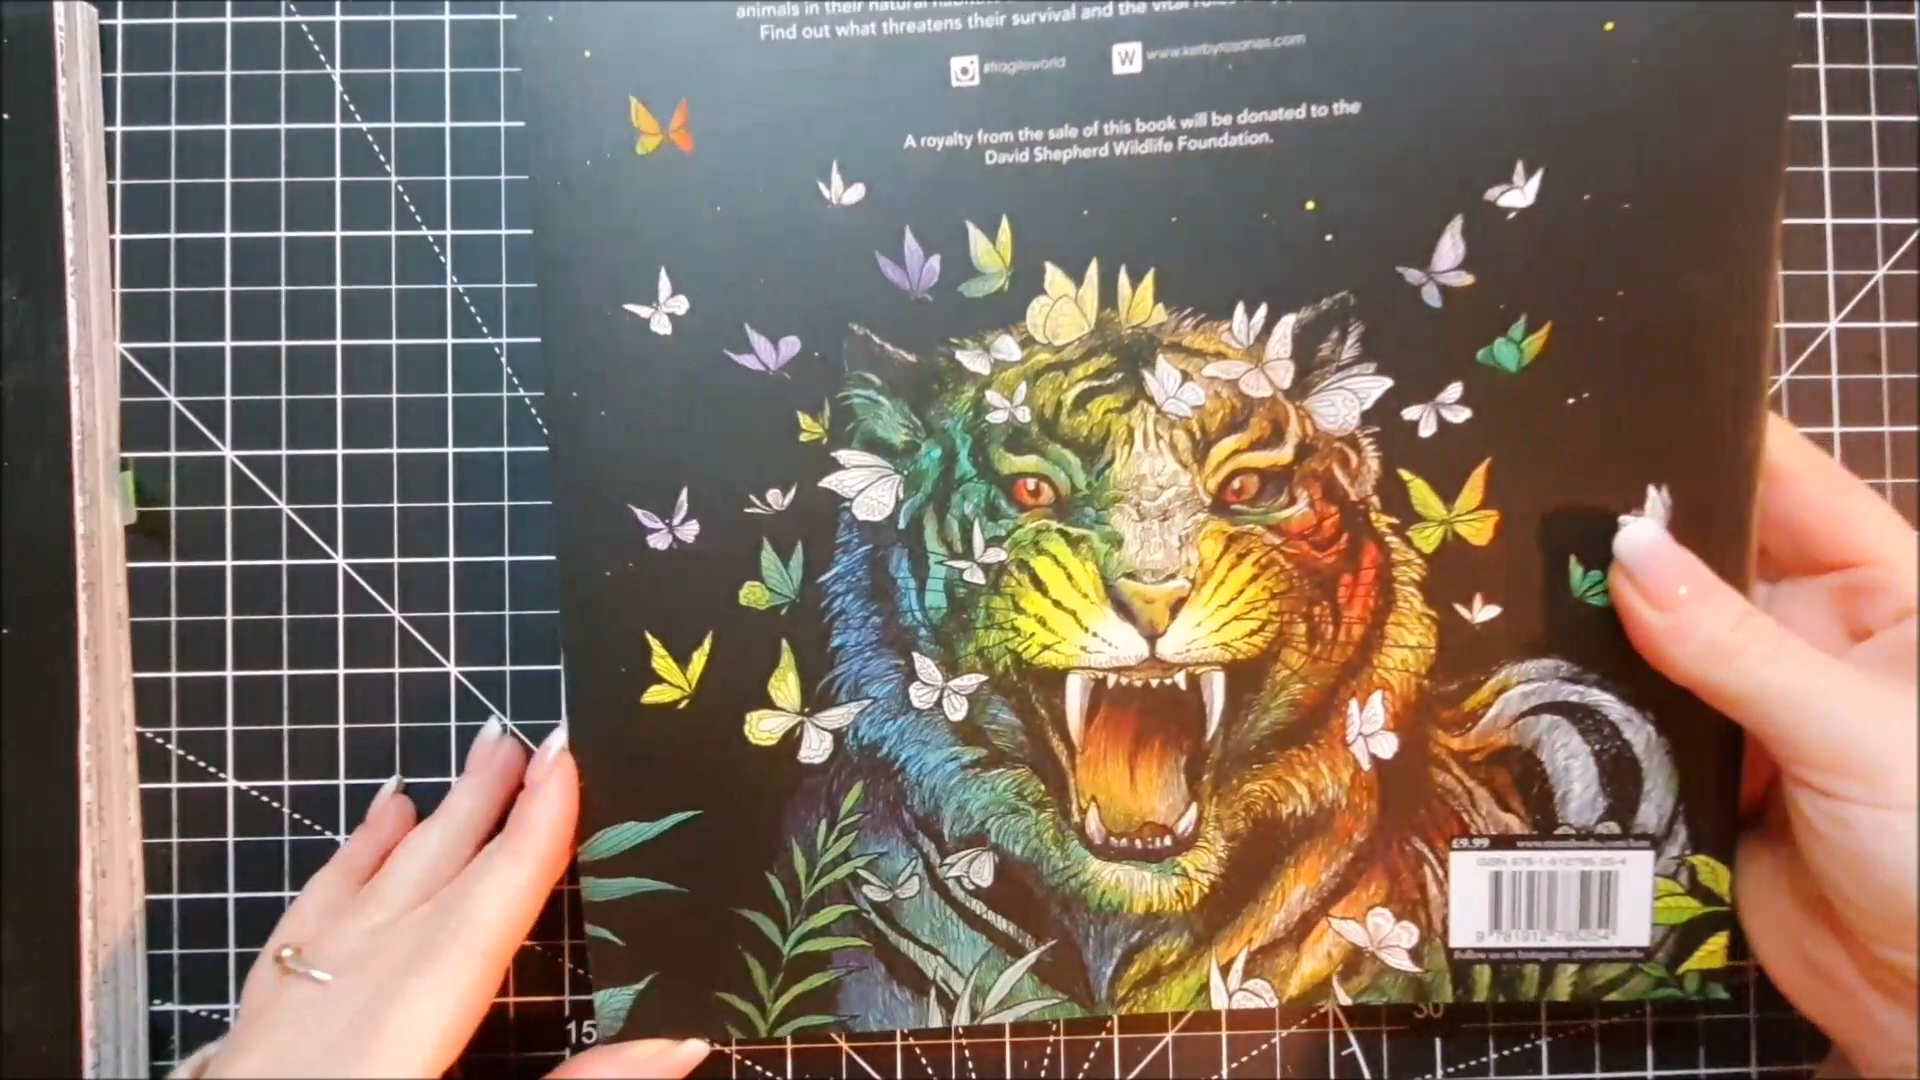 animals in their natural
Find out what threatens their survival and the vital
#fragileworld
W www.kerbyrosanes.com
A royalty from the sale of this book will be donated to the
David Shepherd Wildlife Foundation.
£9.99
15
30